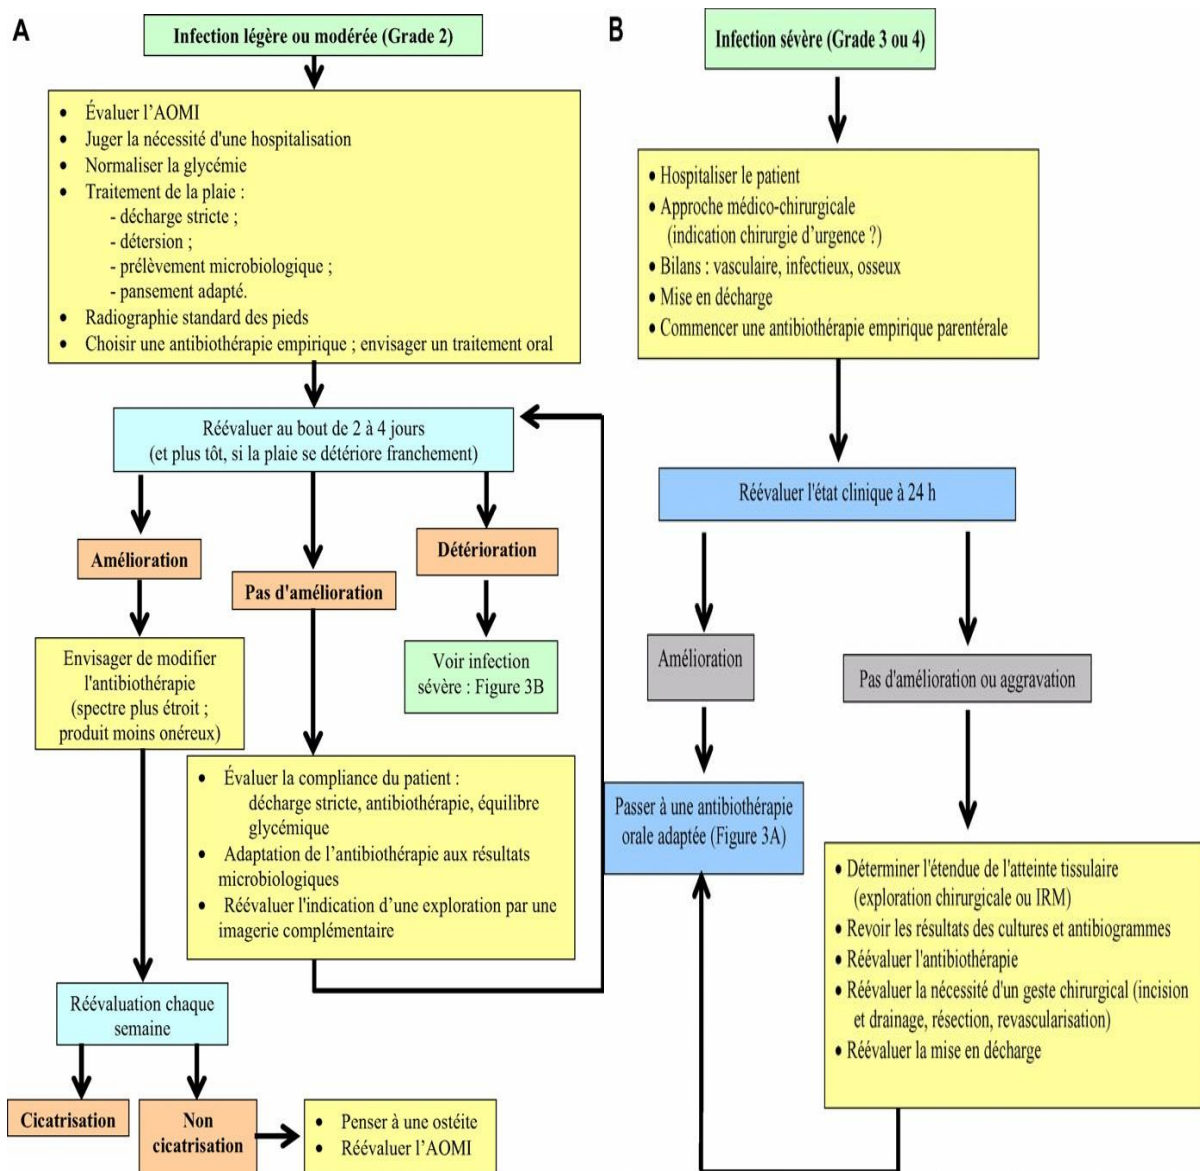 A
Infection légère ou modérée (Grade 2)
• Évaluer l’AOMI
• Juger la nécessité d'une hospitalisation
• Normaliser la glycémie
• Traitement de la plaie :
- décharge stricte ;
- détersion ;
- prélèvement microbiologique ;
- pansement adapté.
• Radiographie standard des pieds
• Choisir une antibiothérapie empirique ; envisager un traitement oral
Réévaluer au bout de 2 à 4 jours
(et plus tôt, si la plaie se détériore franchement)
Amélioration
Pas d'amélioration
Détérioration
Envisager de modifier
l'antibiothérapie
(spectre plus étroit ;
produit moins onéreux)
Voir infection
sévère : Figure 3B
• Évaluer la compliance du patient :
décharge stricte, antibiothérapie, équilibre
glycémique
• Adaptation de l’antibiothérapie aux résultats
microbiologiques
• Réévaluer l'indication d’une exploration par une
imagerie complémentaire
Réévaluation chaque
semaine
Cicatrisation
Non
cicatrisation
• Penser à une ostéite
• Réévaluer l’AOMI
B
Infection sévère (Grade 3 ou 4)
• Hospitaliser le patient
• Approche médico-chirurgicale
(indication chirurgie d’urgence ?)
• Bilans : vasculaire, infectieux, osseux
• Mise en décharge
• Commencer une antibiothérapie empirique parentérale
Réévaluer l'état clinique à 24 h
Amélioration
Pas d'amélioration ou aggravation
Passer à une antibiothérapie
orale adaptée (Figure 3A)
• Déterminer l'étendue de l'atteinte tissulaire
(exploration chirurgicale ou IRM)
• Revoir les résultats des cultures et antibiogrammes
• Réévaluer l'antibiothérapie
• Réévaluer la nécessité d'un geste chirurgical (incision
et drainage, résection, revascularisation)
• Réévaluer la mise en décharge